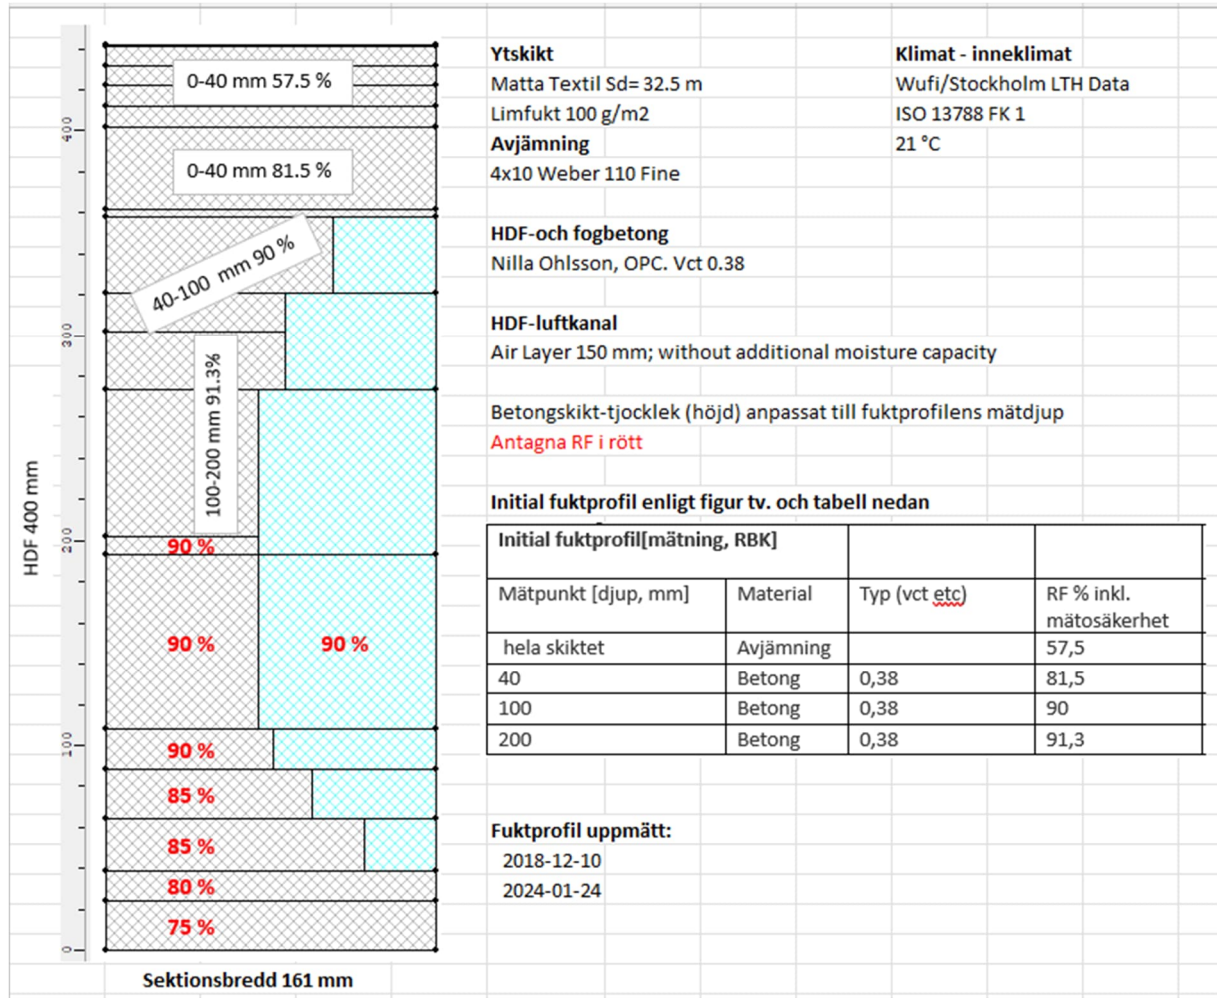 0-40 mm 57.5 %
0-40 mm 81.5 %
40-100 mm 90 %
100-200 mm 91.3%
90 %
90 %
90 %
90 %
85 %
85 %
80 %
75 %
400
300
200
100
0
HDF 400 mm
Sektionsbredd 161 mm
Ytskikt
Matta Textil Sd= 32.5 m
Limfukt 100 g/m2
Avjämning
4x10 Weber 110 Fine
Klimat - inneklimat
Wufi/Stockholm LTH Data
ISO 13788 FK 1
21 °C
HDF-och fogbetong
Nilla Ohlsson, OPC. Vct 0.38
HDF-luftkanal
Air Layer 150 mm; without additional moisture capacity
Betongskikt-tjocklek (höjd) anpassat till fuktprofilens mätdjup
Antagna RF i rött
Initial fuktprofil enligt figur tv. och tabell nedan
Initial fuktprofil[mätning, RBK]
Mätpunkt [djup, mm] Material Typ (vct etc) RF % inkl.
mätosäkerhet
hela skiktet Avjämning 57,5
40 Betong 0,38 81,5
100 Betong 0,38 90
200 Betong 0,38 91,3
Fuktprofil uppmätt:
2018-12-10
2024-01-24